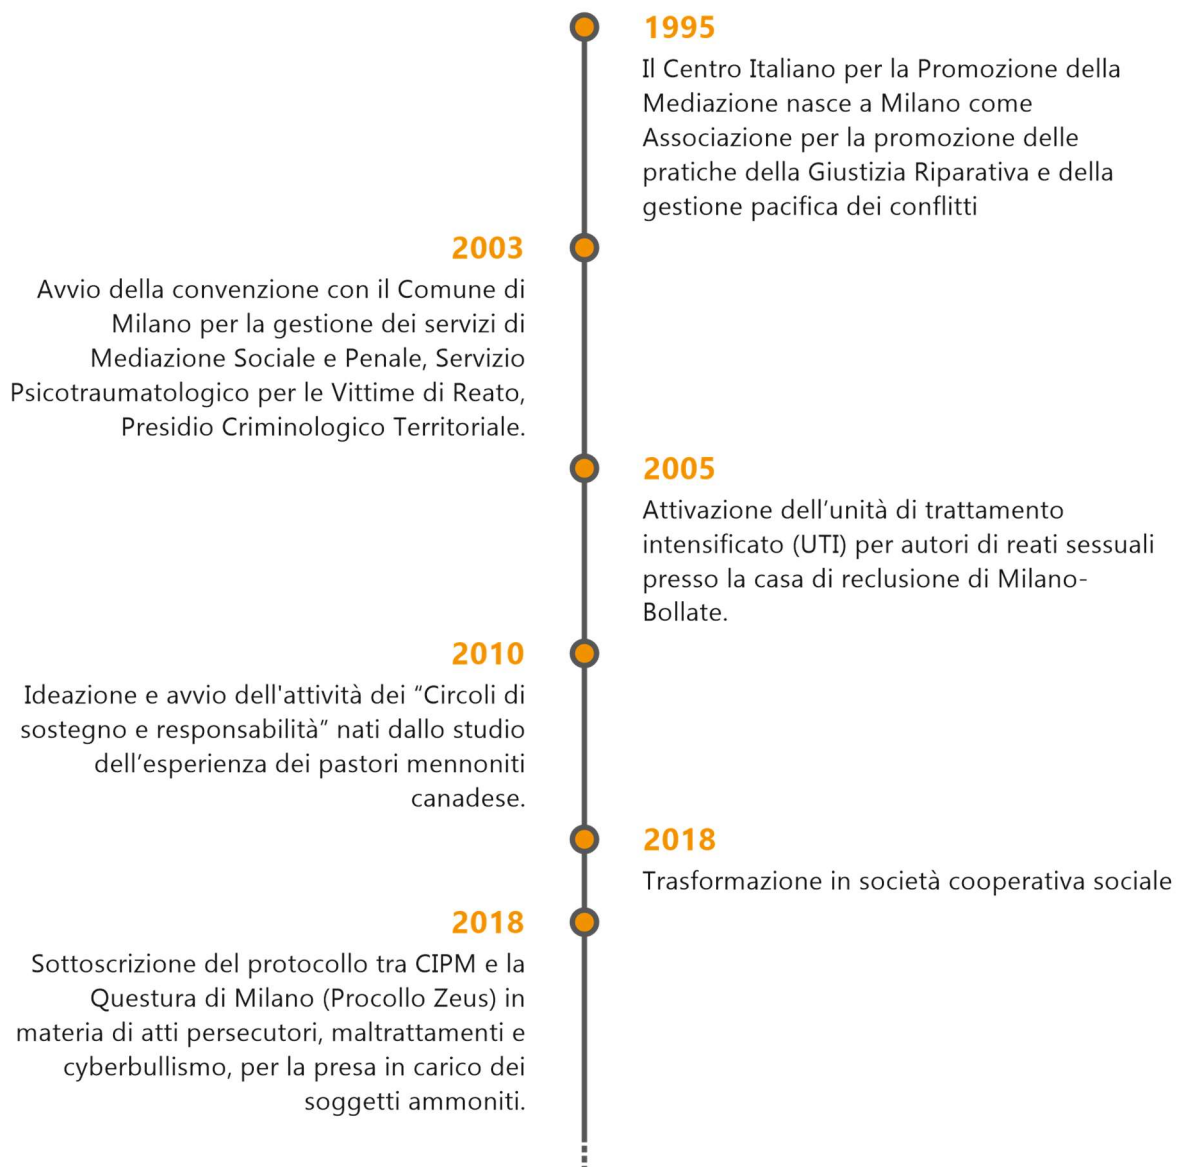 1995
Il Centro Italiano per la Promozione della
Mediazione nasce a Milano come
Associazione per la promozione delle
pratiche della Giustizia Riparativa e della
gestione pacifica dei conflitti
2003
Avvio della convenzione con il Comune di
Milano per la gestione dei servizi di
Mediazione Sociale e Penale, Servizio
Psicotraumatologico per le Vittime di Reato,
Presidio Criminologico Territoriale.
2005
Attivazione dell’unità di trattamento
intensificato (UTI) per autori di reati sessuali
presso la casa di reclusione di Milano-
Bollate.
2010
Ideazione e avvio dell'attività dei “Circoli di
sostegno e responsabilità” nati dallo studio
dell’esperienza dei pastori mennoniti
canadese.
2018
Trasformazione in società cooperativa sociale
2018
Sottoscrizione del protocollo tra CIPM e la
Questura di Milano (Procollo Zeus) in
materia di atti persecutori, maltrattamenti e
cyberbullismo, per la presa in carico dei
soggetti ammoniti.